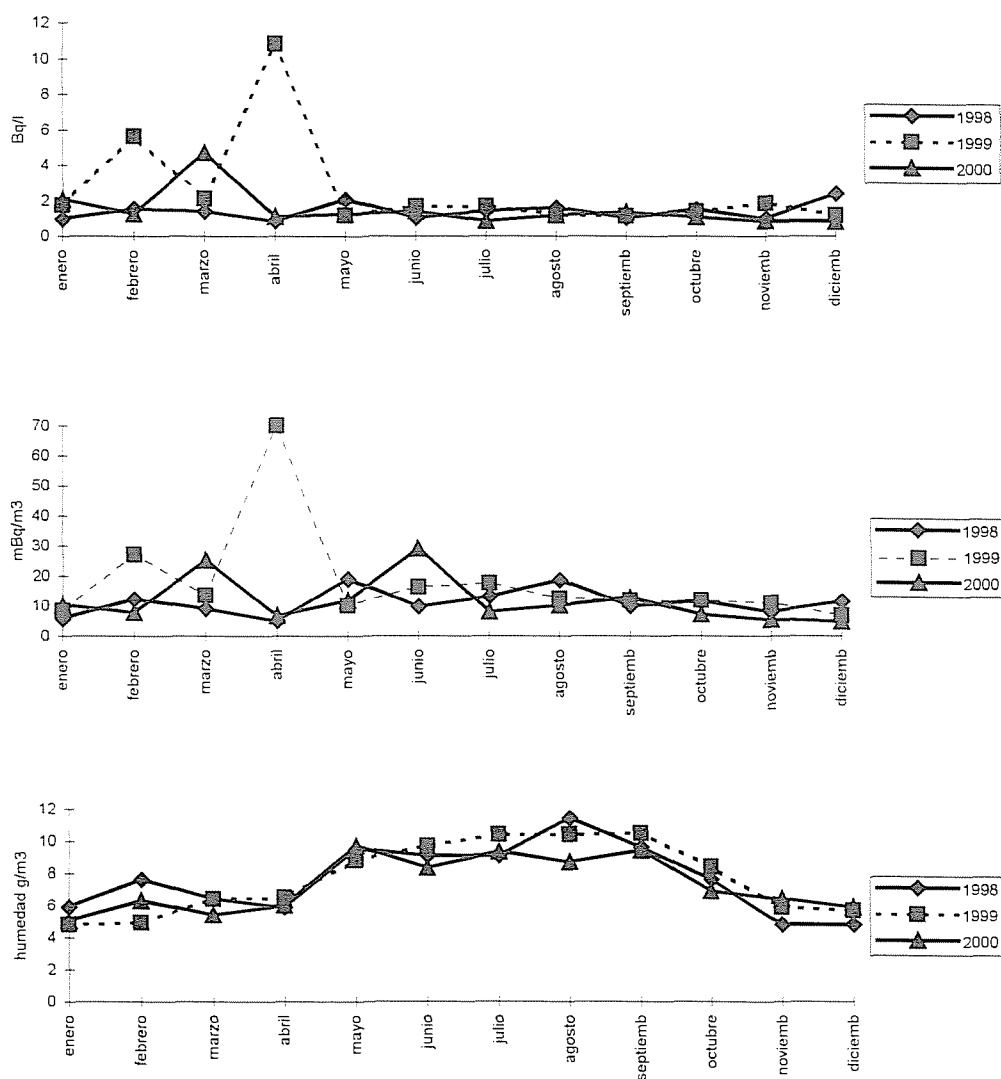 12
10
8
6
4
2
0
Bq/l
enero
febrero
marzo
abril
mayo
junio
julio
agosto
septiemb
octubre
noviemb
diciemb
1998
1999
2000
70
60
50
40
30
20
10
0
mBq/m3
enero
febrero
marzo
abril
mayo
junio
julio
agosto
septiemb
octubre
noviemb
diciemb
1998
1999
2000
12
10
8
6
4
2
0
humedad g/m3
enero
febrero
marzo
abril
mayo
junio
julio
agosto
septiemb
octubre
noviemb
diciemb
1998
1999
2000